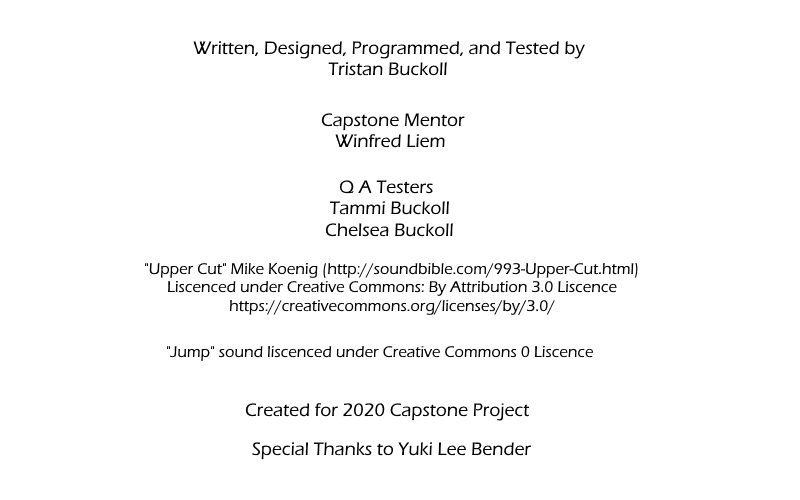 Written, Designed, Programmed, and Tested by
Tristan Buckoll
Capstone Mentor
Winfred Liem
Q A Testers
Tammi Buckoll
Chelsea Buckoll
"Upper Cut" Mike Koenig (http://soundbible.com/993-Upper-Cut.html)
Liscenced under Creative Commons: By Attribution 3.0 Liscence
https://creativecommons.org/licenses/by/3.0/
"Jump" sound liscenced under Creative Commons 0 Liscence
Created for 2020 Capstone Project
Special Thanks to Yuki Lee Bender